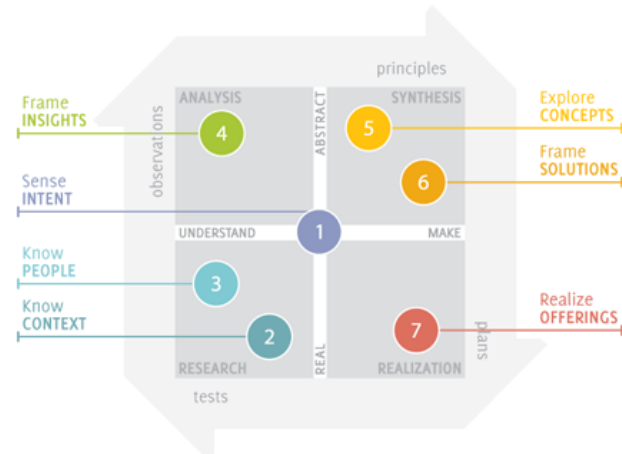 principles
ANALYSIS
ABSTRACT
SYNTHESIS
Frame
INSIGHTS
4
observations
5
Explore
CONCEPTS
6
Frame
SOLUTIONS
Sense
INTENT
UNDERSTAND
1
MAKE
Know
PEOPLE
3
Know
CONTEXT
2
7
Realize
OFFERINGS
plans
RESEARCH
REAL
REALIZATION
tests